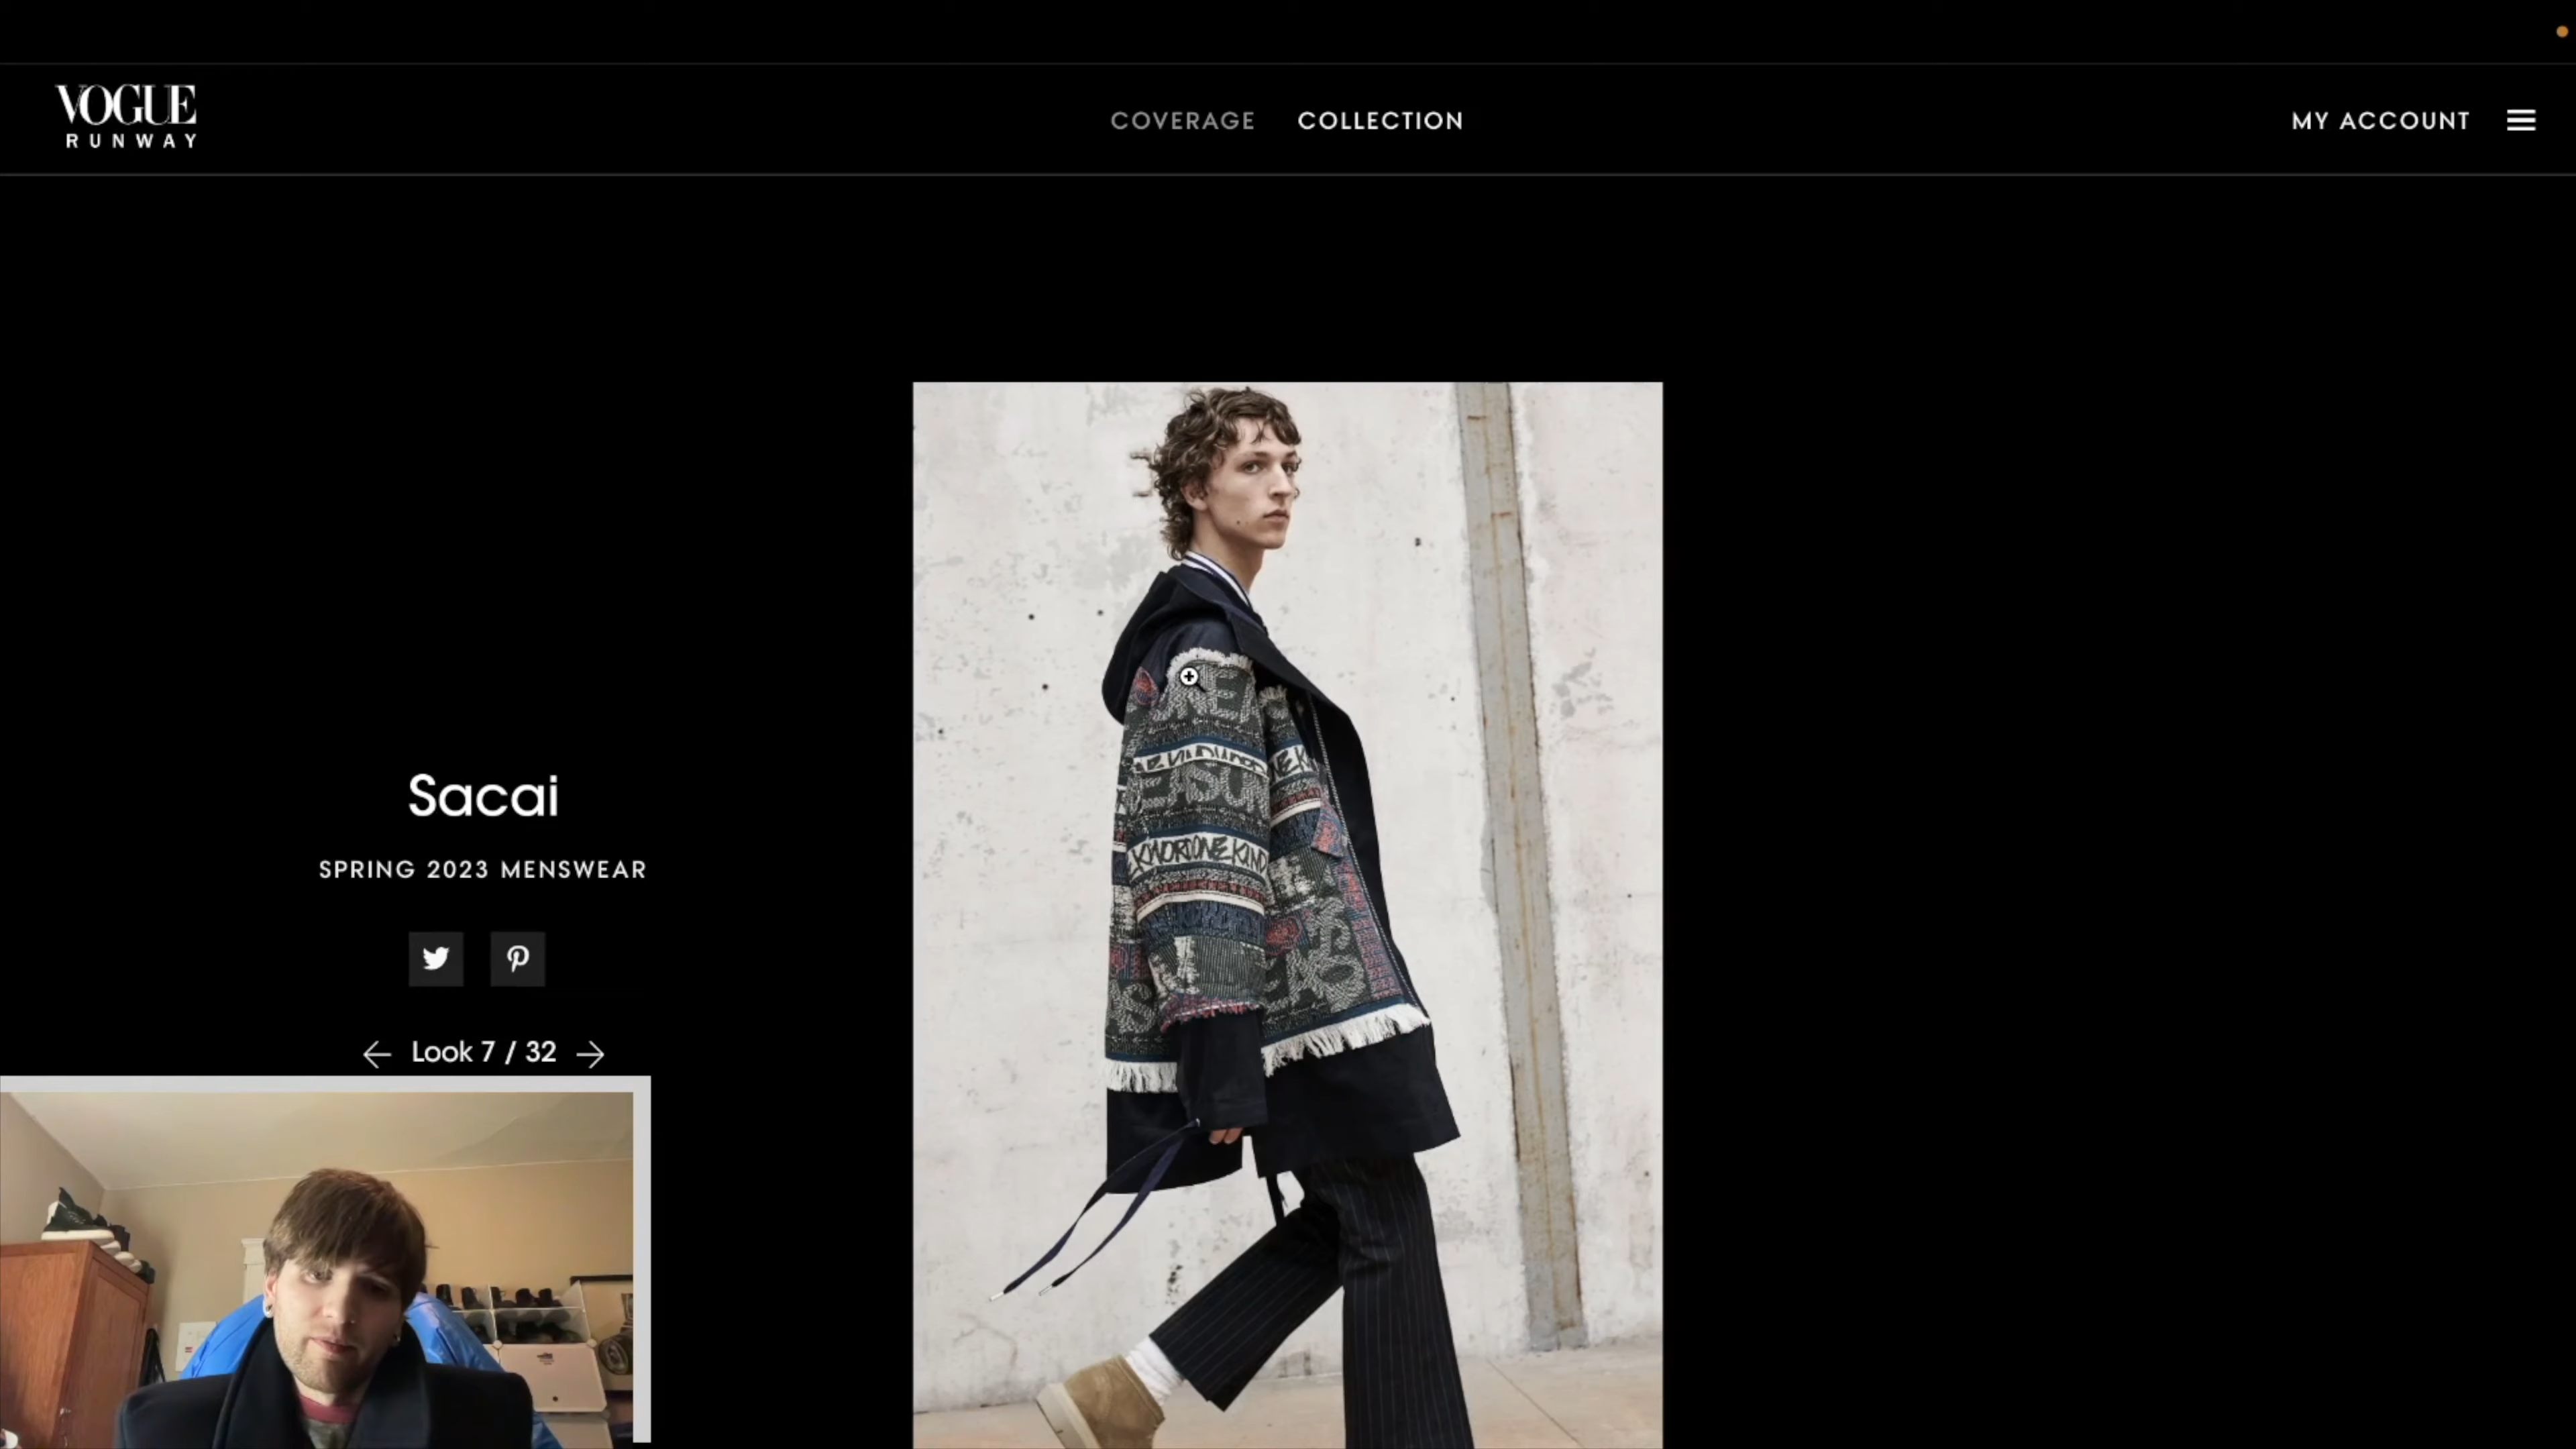 VOGUE
RUNWAY
COVERAGE COLLECTION
MY ACCOUNT
Sacai
SPRING 2023 MENSWEAR
Look 7 / 32